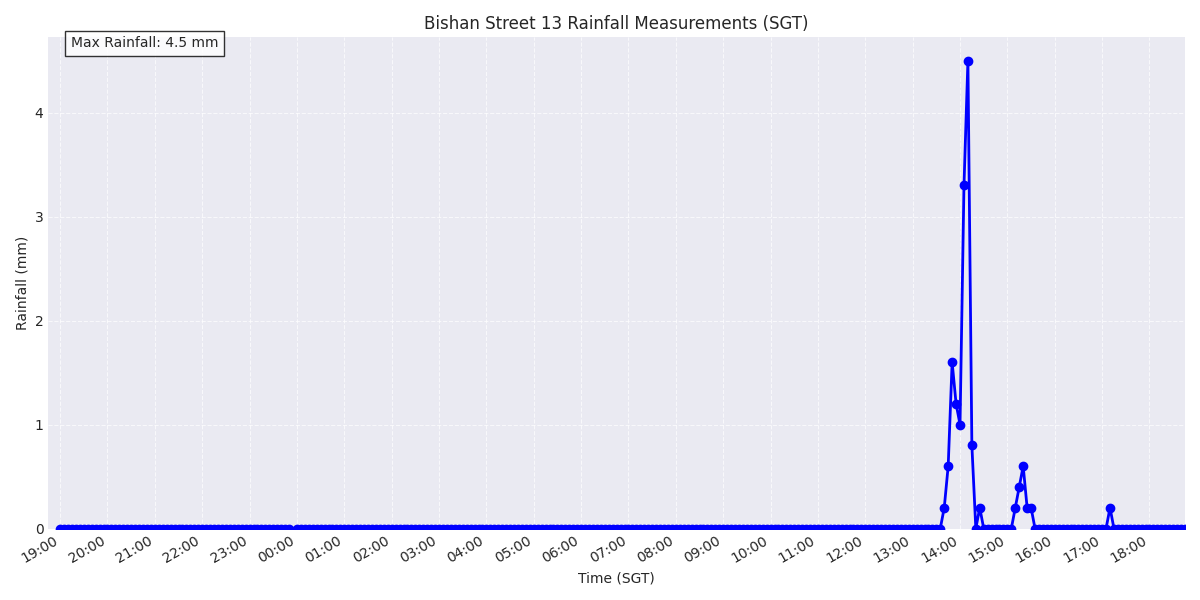 Bishan Street 13 Rainfall Measurements (SGT)
Max Rainfall: 4.5 mm
Rainfall (mm)
4
3
2
1
0
19:00 20:00 21:00 22:00 23:00 00:00 01:00 02:00 03:00 04:00 05:00 06:00 07:00 08:00 09:00 10:00 11:00 12:00 13:00 14:00 15:00 16:00 17:00 18:00
Time (SGT)